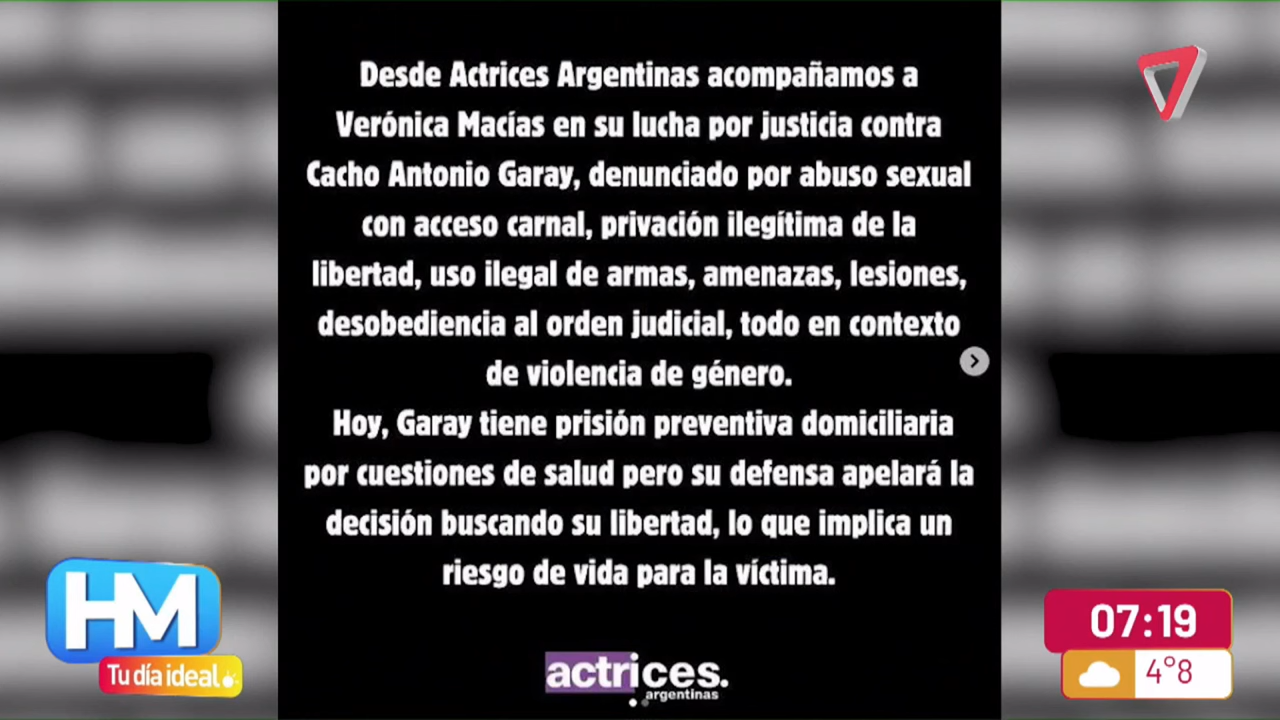 Desde Actrices Argentinas acompañamos a
Verónica Macías en su lucha por justicia contra
Cacho Antonio Garay, denunciado por abuso sexual
con acceso carnal, privación ilegítima de la
libertad, uso ilegal de armas, amenazas, lesiones,
desobediencia al orden judicial, todo en contexto
de violencia de género.
Hoy, Garay tiene prisión preventiva domiciliaria
por cuestiones de salud pero su defensa apelará la
decisión buscando su libertad, lo que implica un
riesgo de vida para la víctima.
actrices.
argentinas
HM
Tu día ideal
07:19
4°8